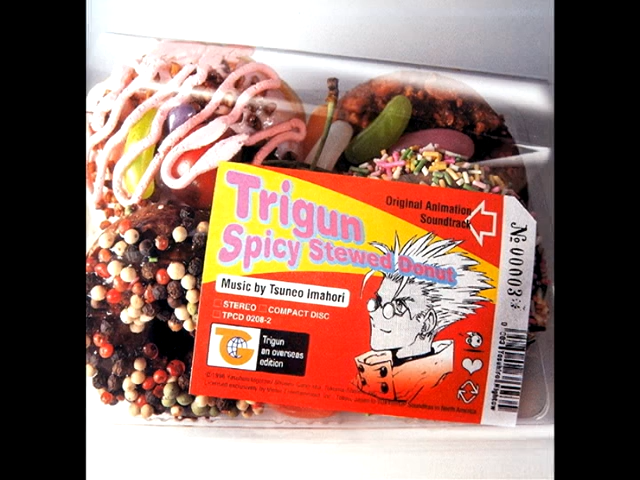 Trigun
Spicy Stewed Donut
Original Animation
Soundtrack
Music by Tsuneo Imahori
STEREO COMPACT DISC
TPCD 0208-2
Trigun
an overseas
edition
No 00003